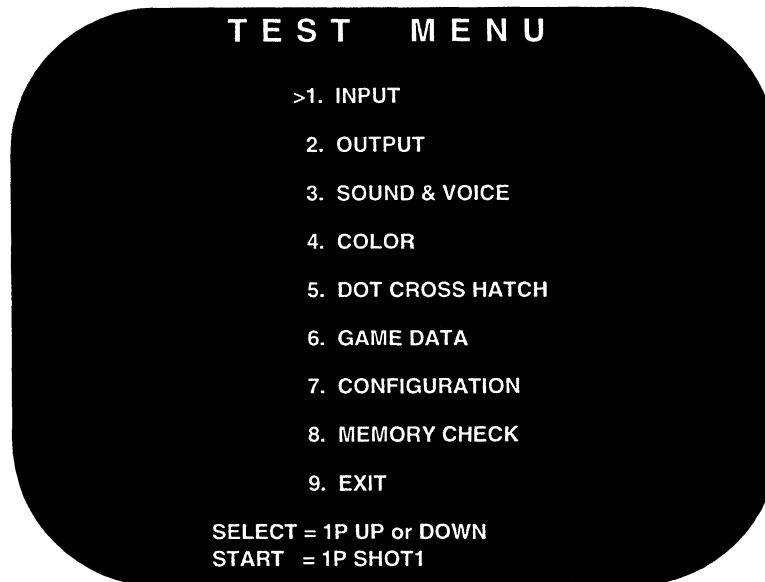 TEST MENU
>1. INPUT
2. OUTPUT
3. SOUND & VOICE
4. COLOR
5. DOT CROSS HATCH
6. GAME DATA
7. CONFIGURATION
8. MEMORY CHECK
9. EXIT
SELECT = 1P UP or DOWN
START = 1P SHOT1